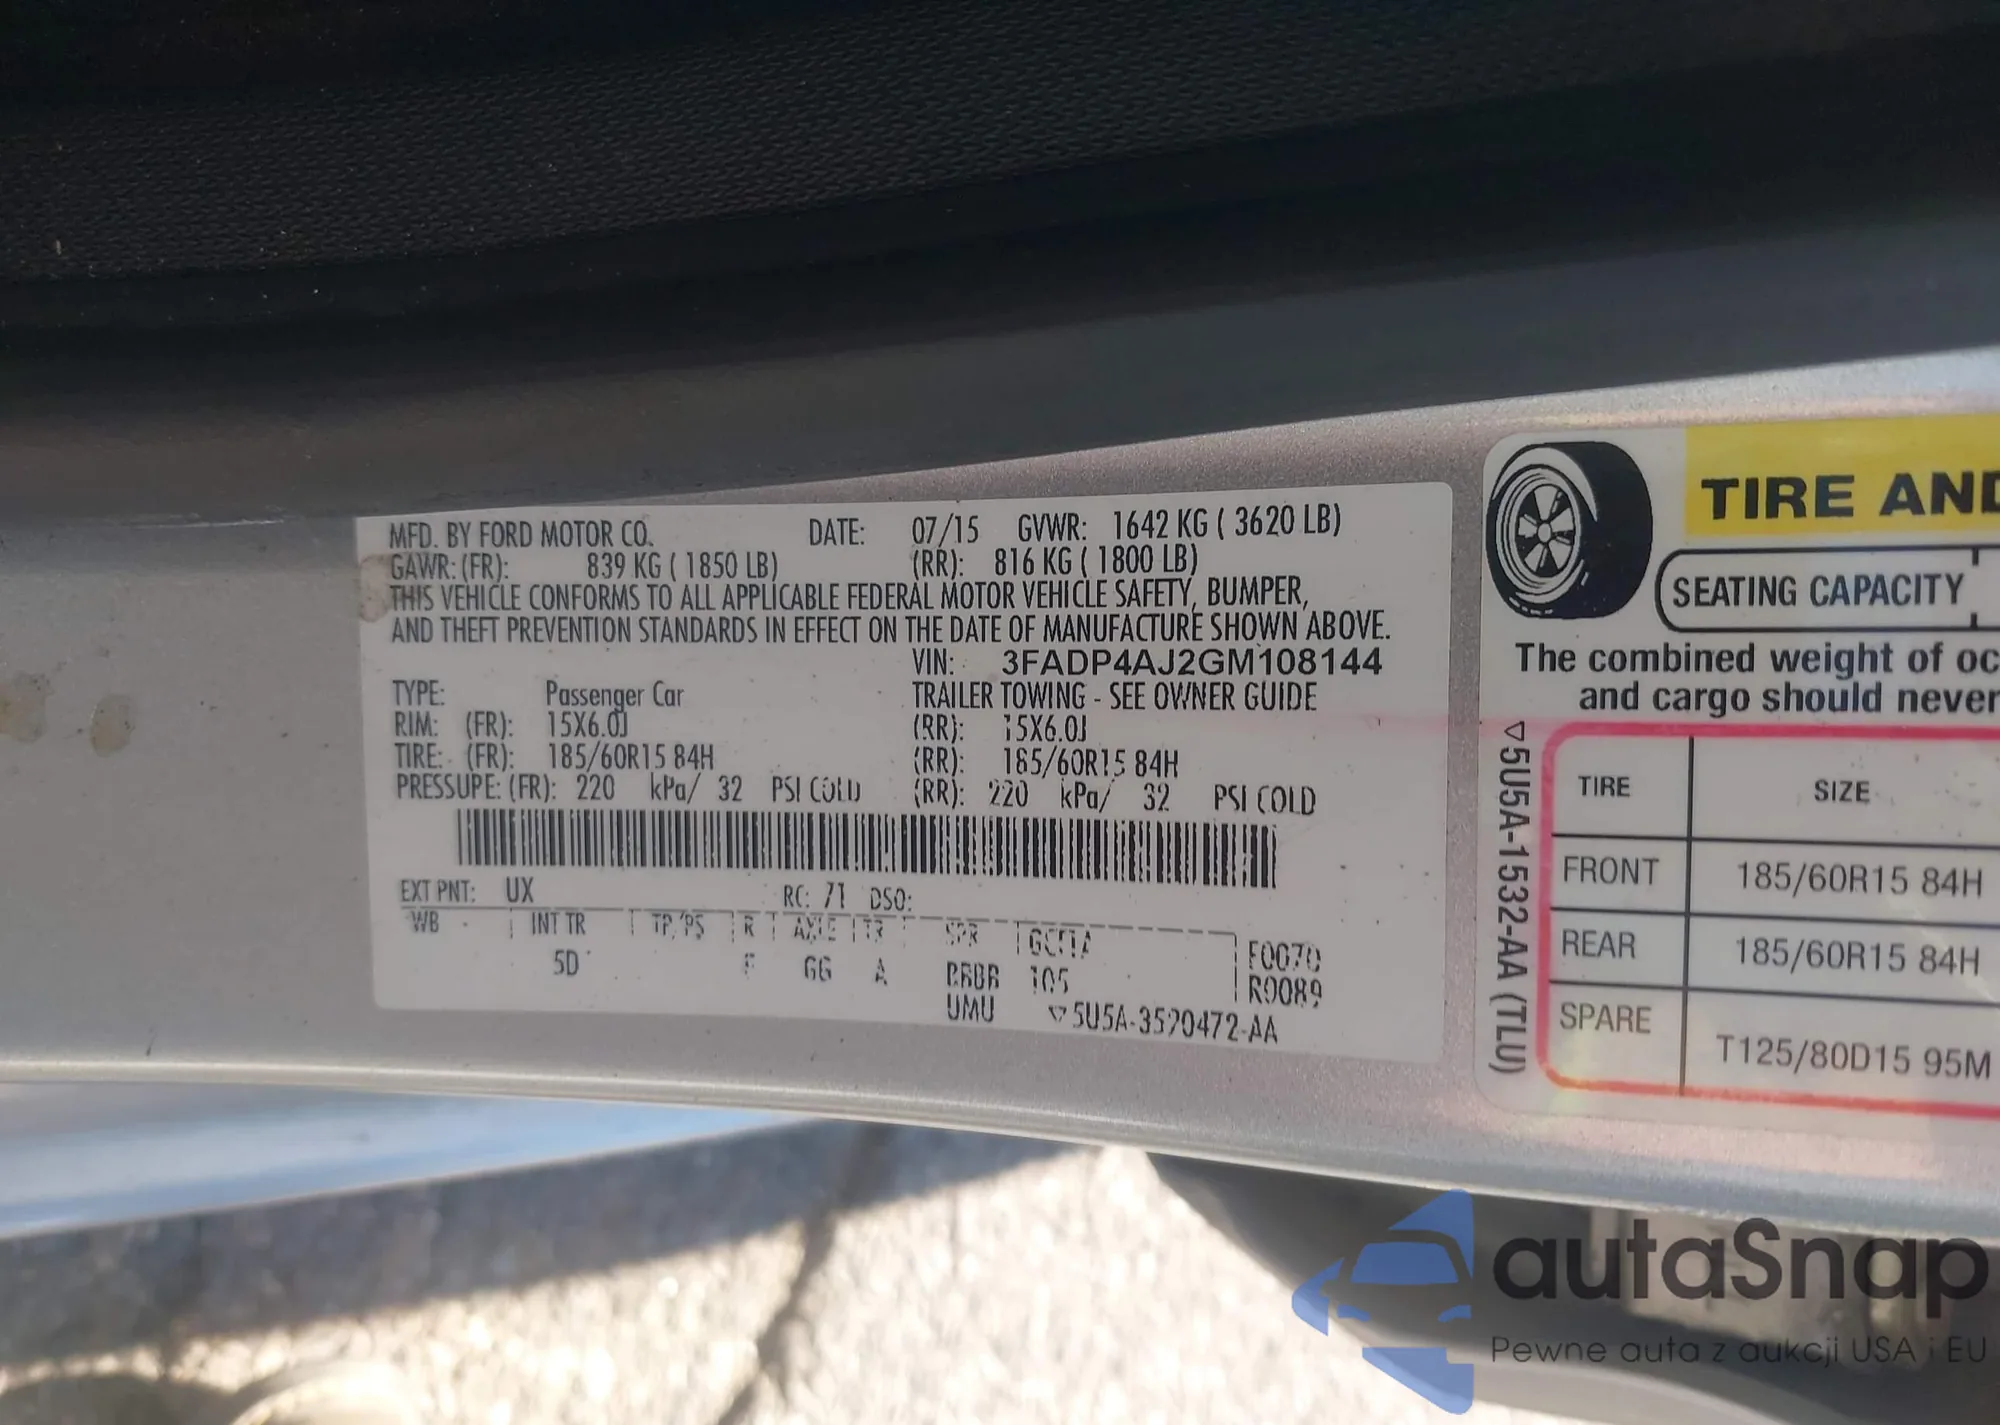 MFD. BY FORD MOTOR CO. DATE: 07/15 GVWR: 1642 KG ( 3620 LB)
GAWR: (FR): 839 KG ( 1850 LB) (RR): 816 KG ( 1800 LB)
THIS VEHICLE CONFORMS TO ALL APPLICABLE FEDERAL MOTOR VEHICLE SAFETY, BUMPER,
AND THEFT PREVENTION STANDARDS IN EFFECT ON THE DATE OF MANUFACTURE SHOWN ABOVE.
VIN: 3FADP4AJ2GM108144
TYPE: Passenger Car TRAILER TOWING - SEE OWNER GUIDE
RIM: (FR): 15X6.0J (RR): 15X6.0J
TIRE: (FR): 185/60R15 84H (RR): 185/60R15 84H
PRESSURE: (FR): 220 kPa/ 32 PSI COLD (RR): 220 kPa/ 32 PSI COLD
EXT PNT: UX RC: 71 DSO:
WB INT TR TP/PS R AXLE TR SPR
5D F GG A BBBB 105
UMU
F0070
R0089
▽5U5A-3520472-AA
TIRE AND
SEATING CAPACITY
The combined weight of oc
and cargo should never
▽5U5A-1532-AA (TLU)
TIRE SIZE
FRONT 185/60R15 84H
REAR 185/60R15 84H
SPARE T125/80D15 95M
autaSnap
Pewne auta z aukcji USA i EU